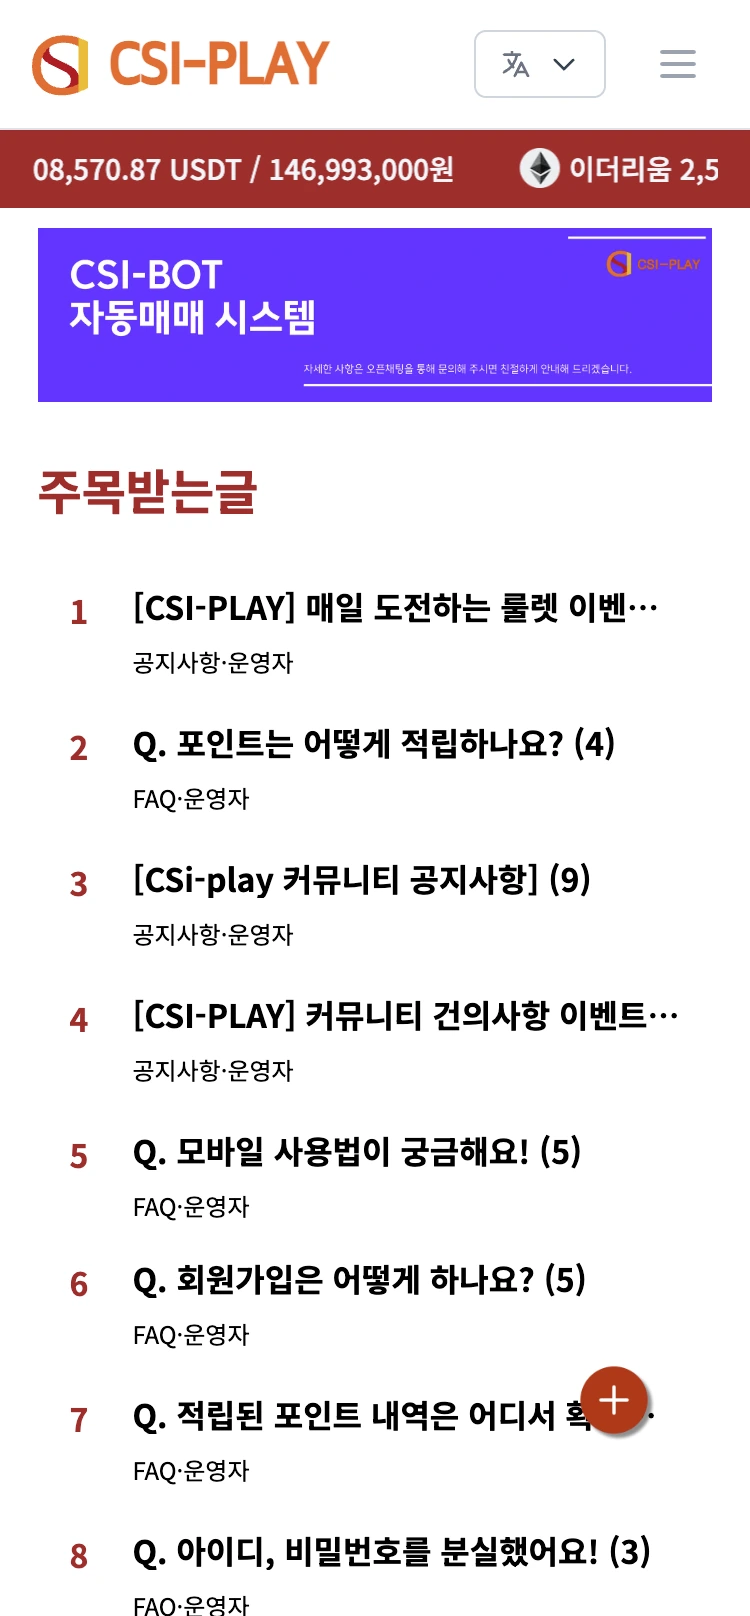 CSI-PLAY
08,570.87 USDT / 146,993,000원 이더리움 2,5
CSI-BOT
자동매매 시스템
CSI-PLAY
자세한 사항은 오픈채팅을 통해 문의해 주시면 친절하게 안내해 드리겠습니다.
주목받는글
1 [CSI-PLAY] 매일 도전하는 룰렛 이벤…
공지사항·운영자
2 Q. 포인트는 어떻게 적립하나요? (4)
FAQ·운영자
3 [CSi-play 커뮤니티 공지사항] (9)
공지사항·운영자
4 [CSI-PLAY] 커뮤니티 건의사항 이벤트…
공지사항·운영자
5 Q. 모바일 사용법이 궁금해요! (5)
FAQ·운영자
6 Q. 회원가입은 어떻게 하나요? (5)
FAQ·운영자
7 Q. 적립된 포인트 내역은 어디서
FAQ·운영자
8 Q. 아이디, 비밀번호를 분실했어요! (3)
FAQ·운영자